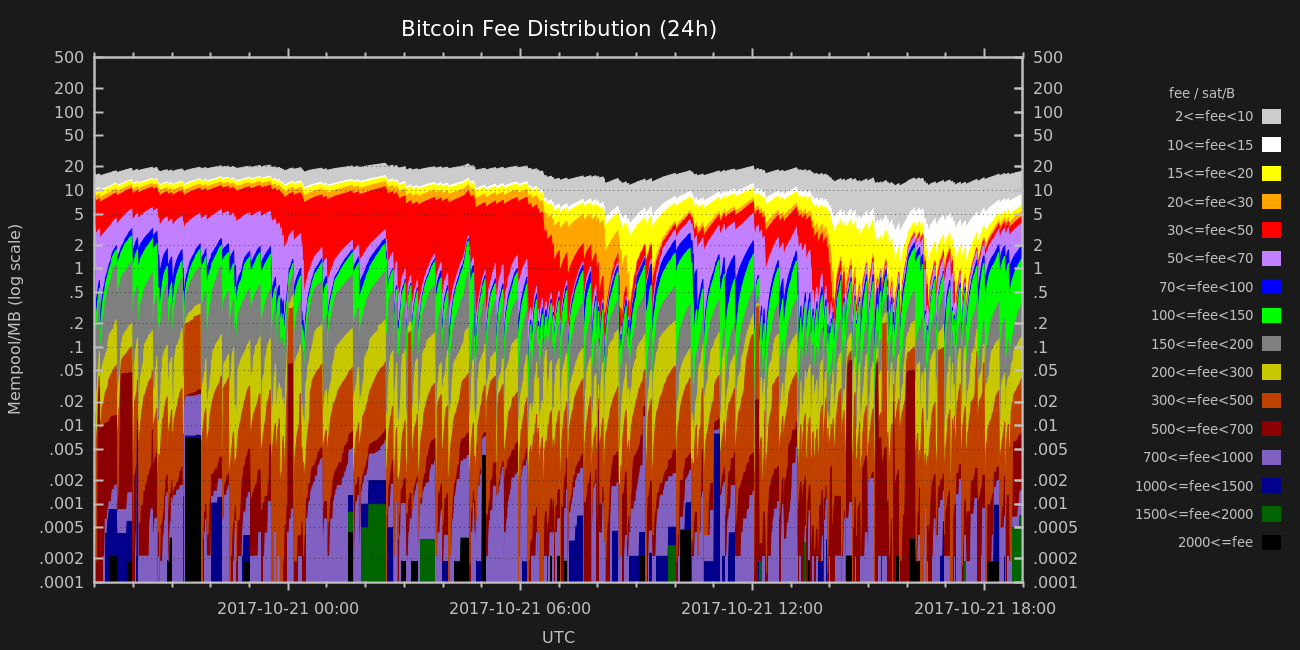 Bitcoin Fee Distribution (24h)
Mempool/MB (log scale)
500
200
100
50
20
10
5
2
1
.5
.2
.1
.05
.02
.01
.005
.002
.001
.0005
.0002
.0001
500
200
100
50
20
10
5
2
1
.5
.2
.1
.05
.02
.01
.005
.002
.001
.0005
.0002
.0001
2017-10-21 00:00
2017-10-21 06:00
2017-10-21 12:00
2017-10-21 18:00
UTC
fee / sat/B
2<=fee<10
10<=fee<15
15<=fee<20
20<=fee<30
30<=fee<50
50<=fee<70
70<=fee<100
100<=fee<150
150<=fee<200
200<=fee<300
300<=fee<500
500<=fee<700
700<=fee<1000
1000<=fee<1500
1500<=fee<2000
2000<=fee